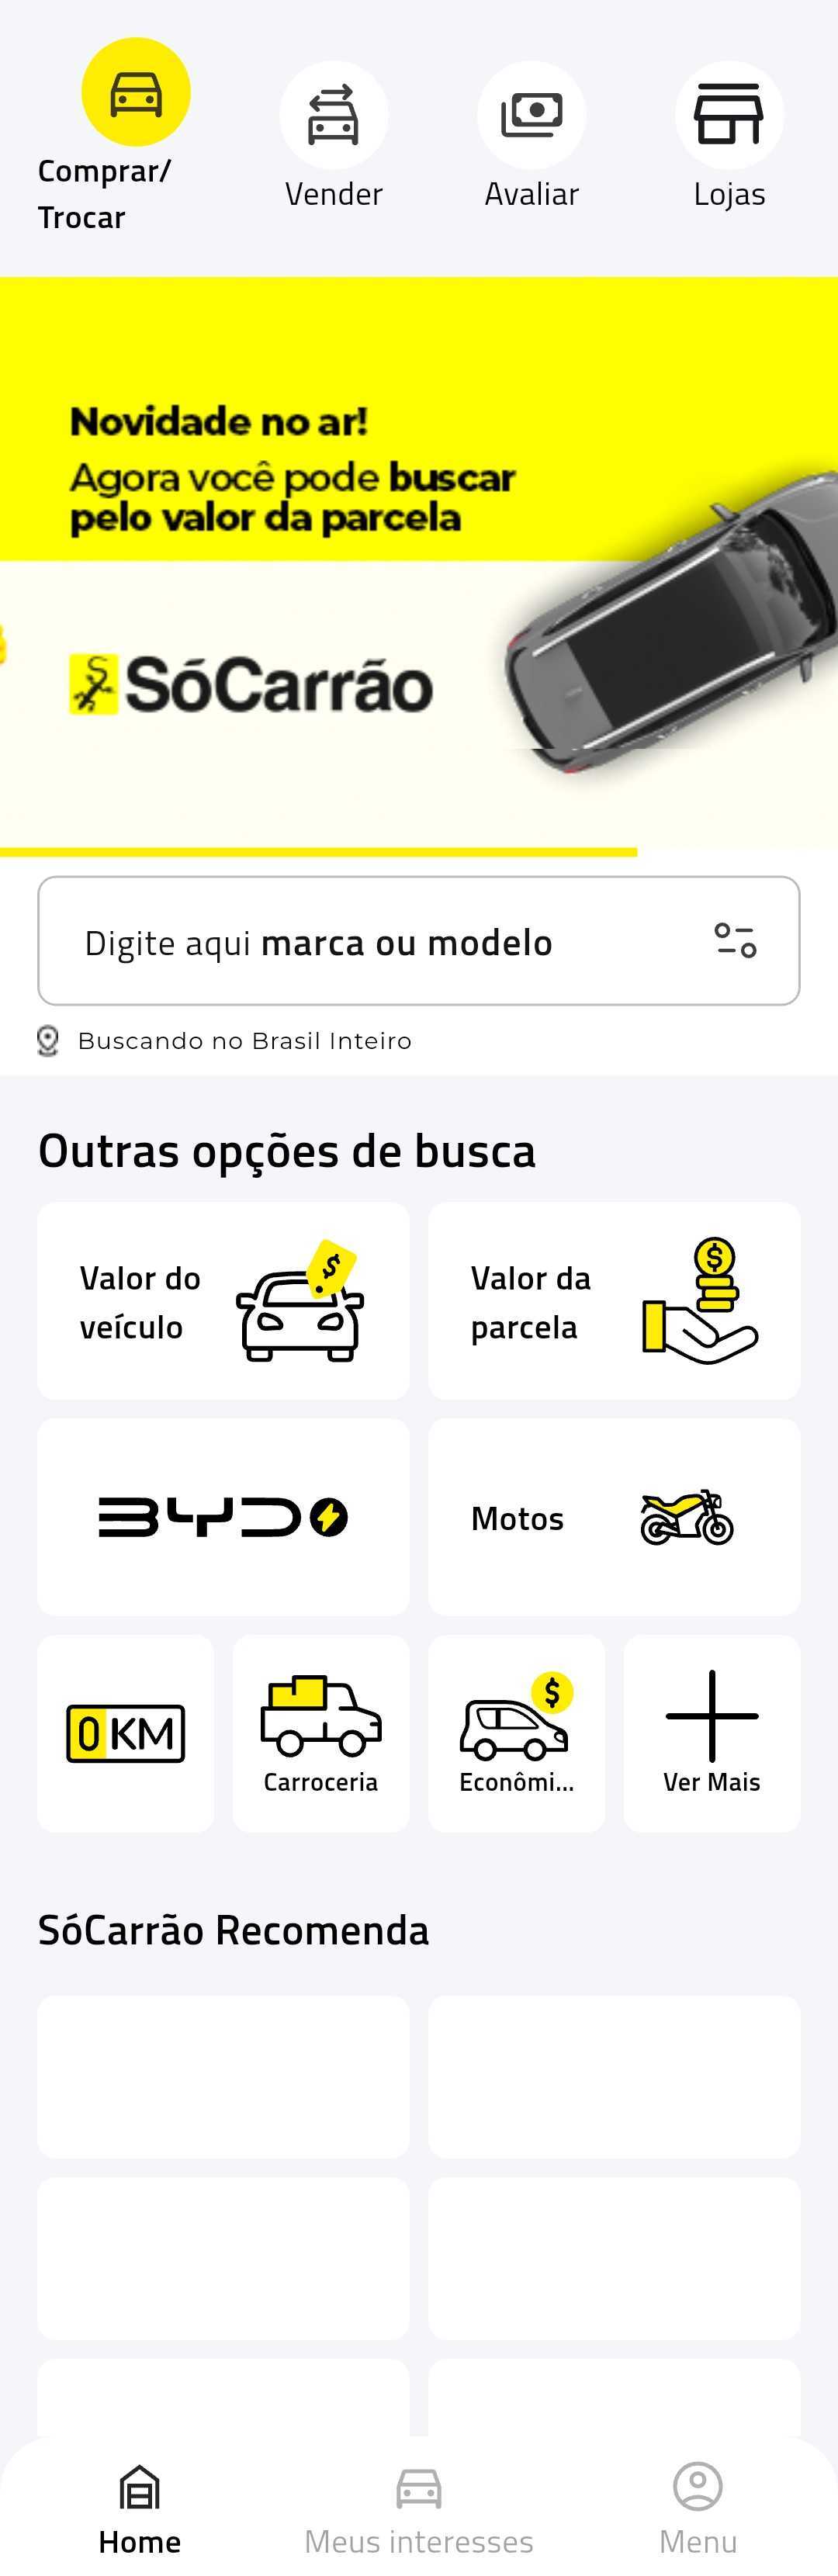 Comprar/
Trocar
Vender
Avaliar
Lojas
Novidade no ar!
Agora você pode buscar
pelo valor da parcela
SóCarrão
Digite aqui marca ou modelo
Buscando no Brasil Inteiro
Outras opções de busca
Valor do
veículo
$
Valor da
parcela
$
BYD
Motos
0 KM
Carroceria
$
Econômi...
Ver Mais
SóCarrão Recomenda
Home
Meus interesses
Menu